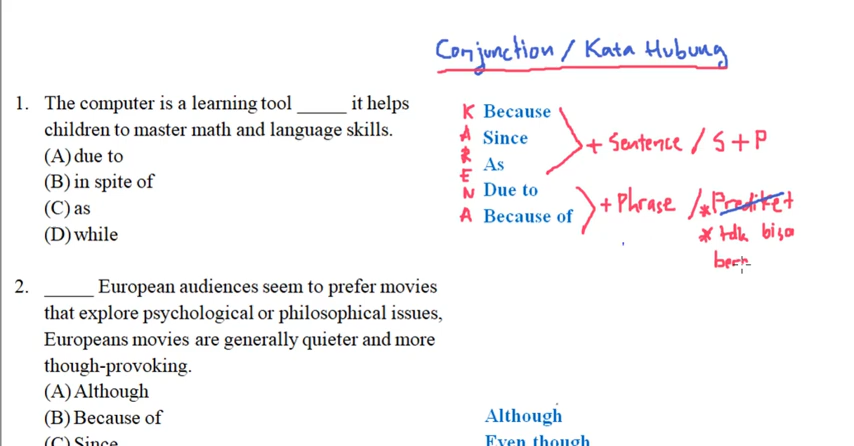 Conjunction / Kata Hubung
1. The computer is a learning tool _____ it helps
children to master math and language skills.
(A) due to
(B) in spite of
(C) as
(D) while
K Because
A Since
R As
E
N Due to
A Because of
+ Sentence / S + P
+ Phrase / * Prediket
* tdk bisa
ber
2. _____ European audiences seem to prefer movies
that explore psychological or philosophical issues,
Europeans movies are generally quieter and more
though-provoking.
(A) Although
(B) Because of
(C) Since
Although
Even though